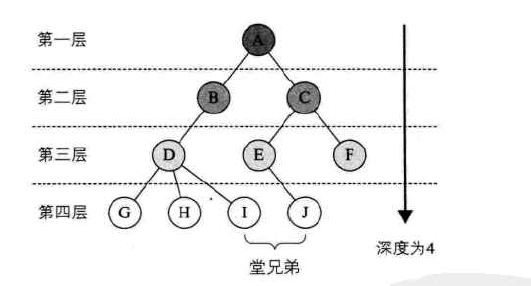 第一层 A
第二层 B C
第三层 D E F
第四层 G H I J
堂兄弟
深度为4